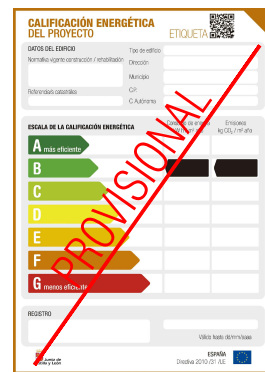 CALIFICACIÓN ENERGÉTICA
DEL PROYECTO
ETIQUETA
DATOS DEL EDIFICIO
Normativa vigente construcción / rehabilitación
Referencia/s catastral/es
Tipo de edificio
Dirección
Municipio
C.P.
C.Autónoma
ESCALA DE LA CALIFICACIÓN ENERGÉTICA
Consumo de energía
Emisiones
kg CO₂ / m² año
A más eficiente
B
C
D
E
F
G menos eficiente
PROVISIONAL
REGISTRO
Válido hasta dd/mm/aaaa
Junta de
Castilla y León
ESPAÑA
Directiva 2010 /31 /UE